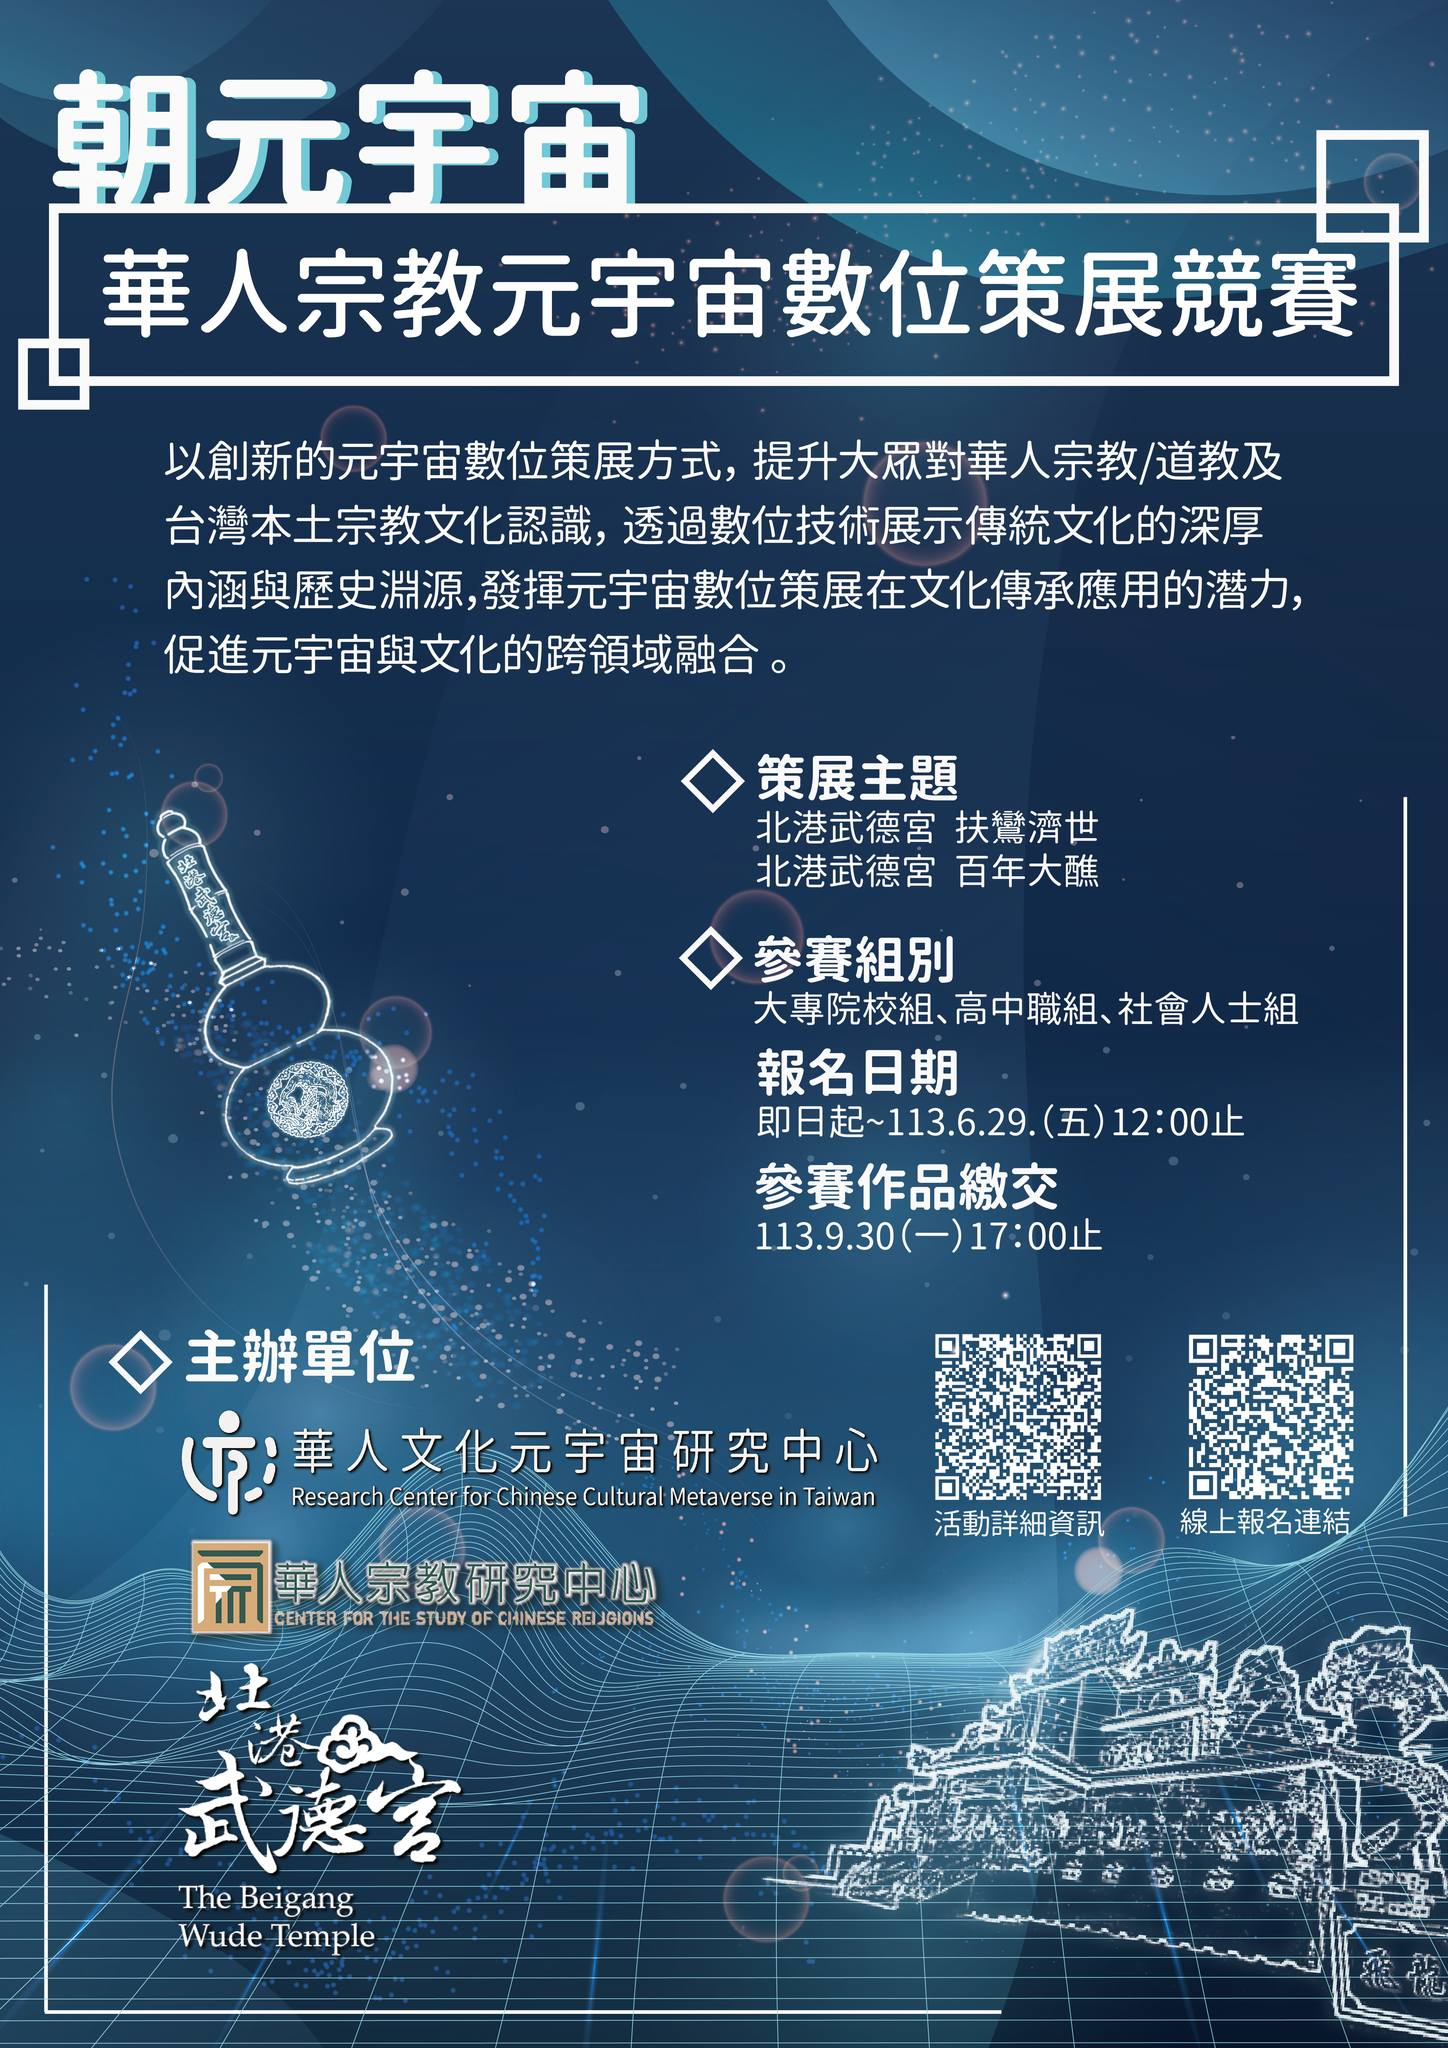 朝元宇宙
華人宗教元宇宙數位策展競賽
以創新的元宇宙數位策展方式，提升大眾對華人宗教/道教及
台灣本土宗教文化認識，透過數位技術展示傳統文化的深厚
內涵與歷史淵源，發揮元宇宙數位策展在文化傳承應用的潛力，
促進元宇宙與文化的跨領域融合。
策展主題
北港武德宮 扶鸞濟世
北港武德宮 百年大醮
北港武德宮
參賽組別
大專院校組、高中職組、社會人士組
報名日期
即日起~113.6.29.（五）12：00止
參賽作品繳交
113.9.30（一）17：00止
主辦單位
華人文化元宇宙研究中心
Research Center for Chinese Cultural Metaverse in Taiwan
活動詳細資訊
線上報名連結
華人宗教研究中心
CENTER FOR THE STUDY OF CHINESE RELIGIONS
北港
武德宮
The Beigang
Wude Temple